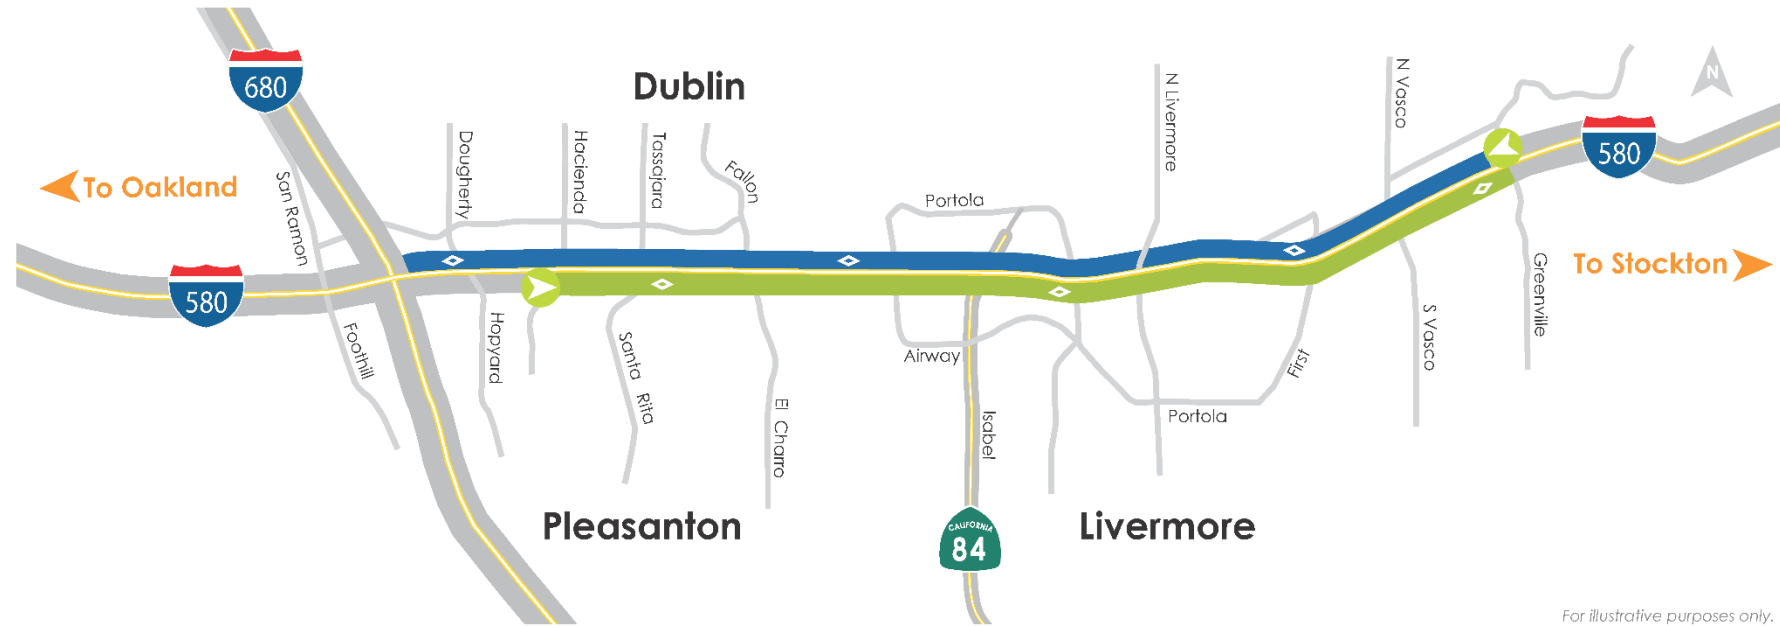 680
Dublin
N
N Vasco
N Livermore
580
Dougherty
Hacienda
Tassajara
Fallon
San Ramon
To Oakland
Portola
To Stockton
580
Greenville
Foothill
Hopyard
Santa Rita
El Charro
Airway
Isabel
First
S Vasco
Portola
Pleasanton
CALIFORNIA
84
Livermore
For illustrative purposes only.